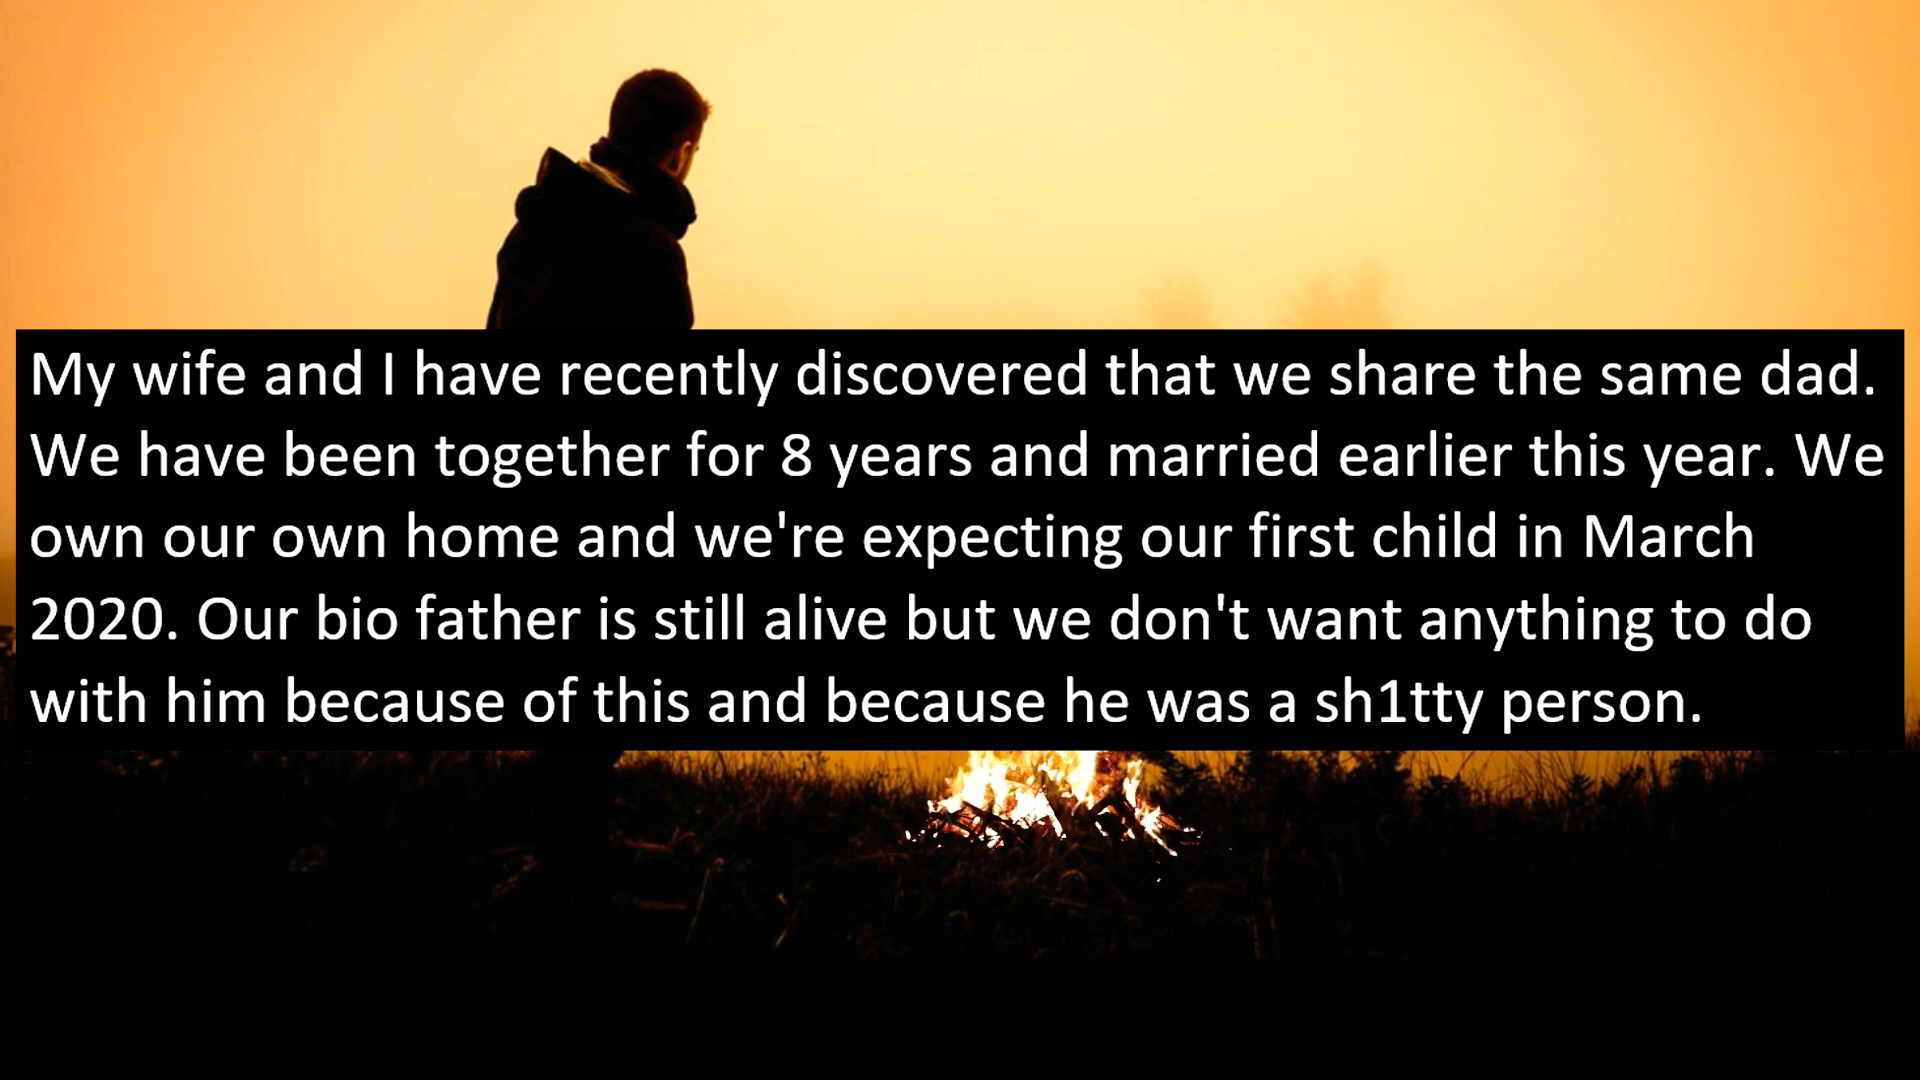 My wife and I have recently discovered that we share the same dad.
We have been together for 8 years and married earlier this year. We
own our own home and we're expecting our first child in March
2020. Our bio father is still alive but we don't want anything to do
with him because of this and because he was a sh1tty person.